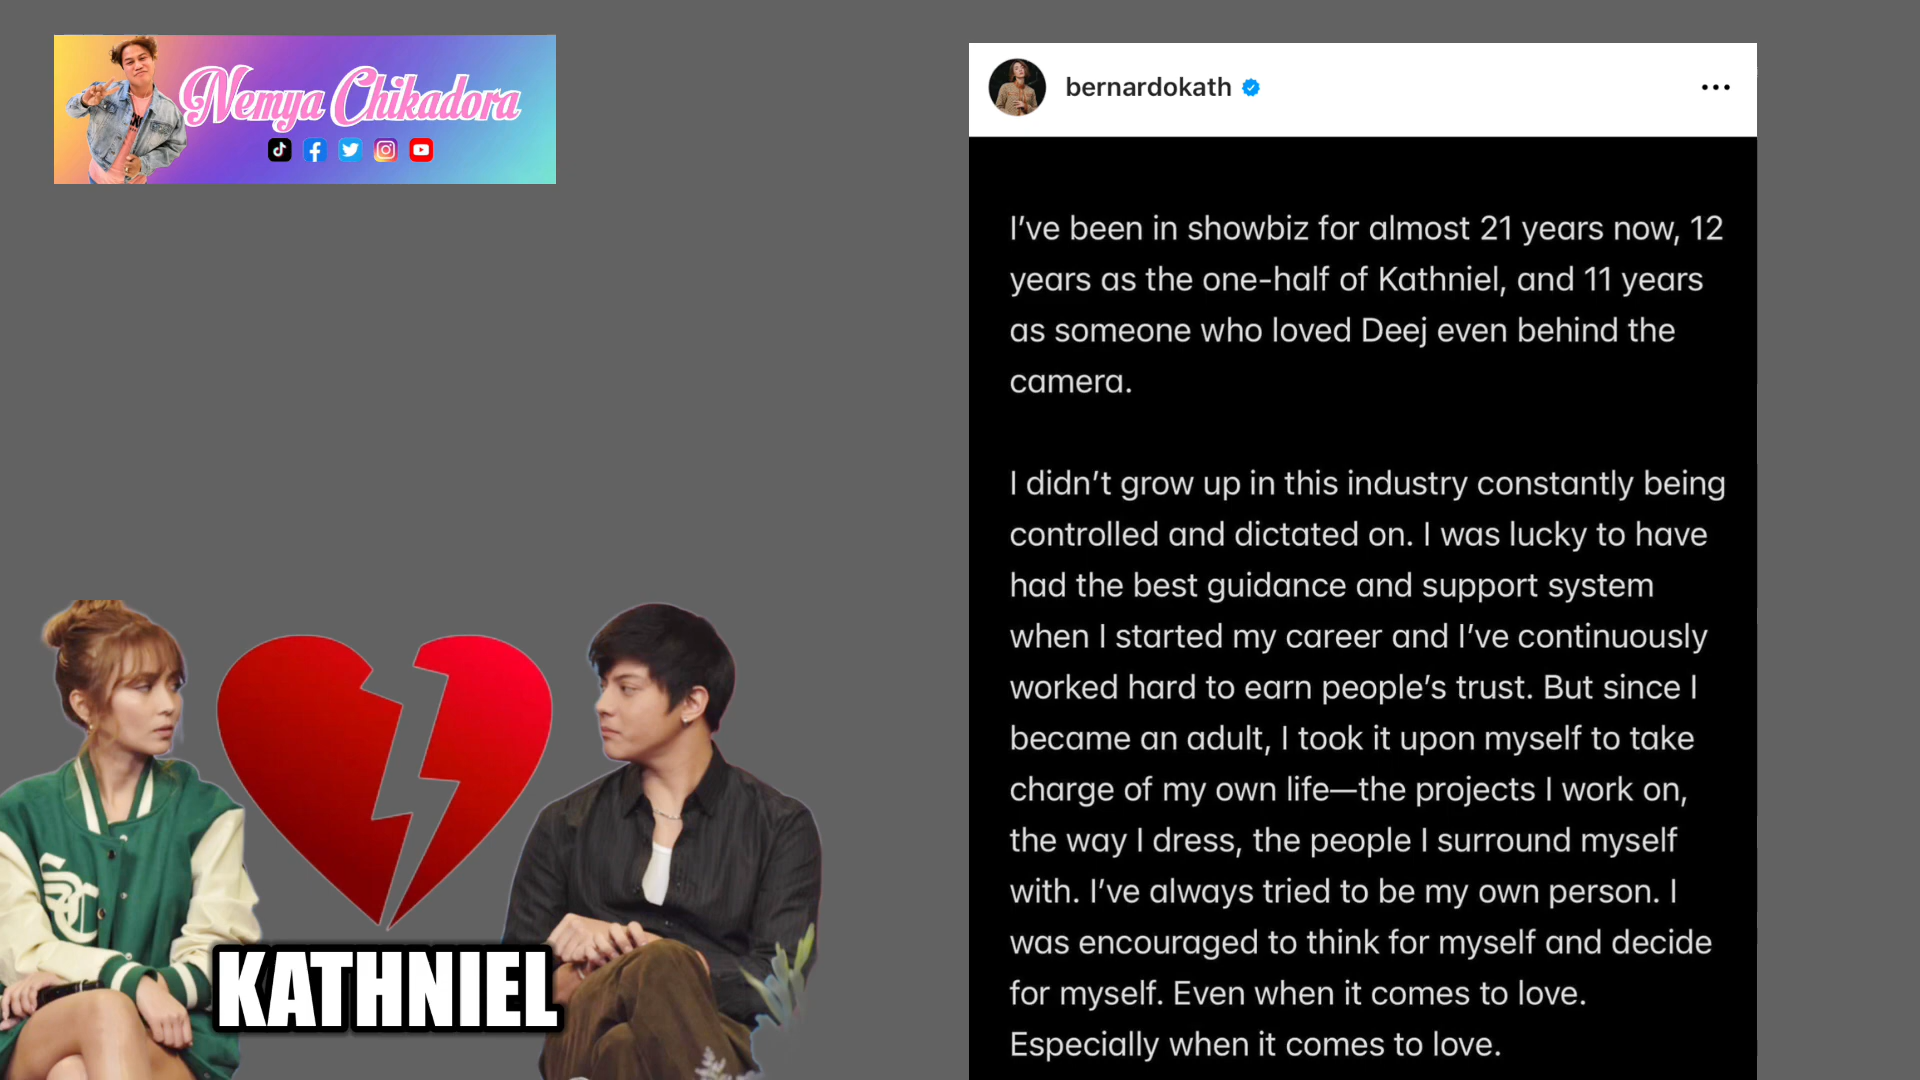 Nemya Chikadora
bernardokath
I’ve been in showbiz for almost 21 years now, 12
years as the one-half of Kathniel, and 11 years
as someone who loved Deej even behind the
camera.
I didn’t grow up in this industry constantly being
controlled and dictated on. I was lucky to have
had the best guidance and support system
when I started my career and I’ve continuously
worked hard to earn people’s trust. But since I
became an adult, I took it upon myself to take
charge of my own life—the projects I work on,
the way I dress, the people I surround myself
with. I’ve always tried to be my own person. I
was encouraged to think for myself and decide
for myself. Even when it comes to love.
Especially when it comes to love.
KATHNIEL